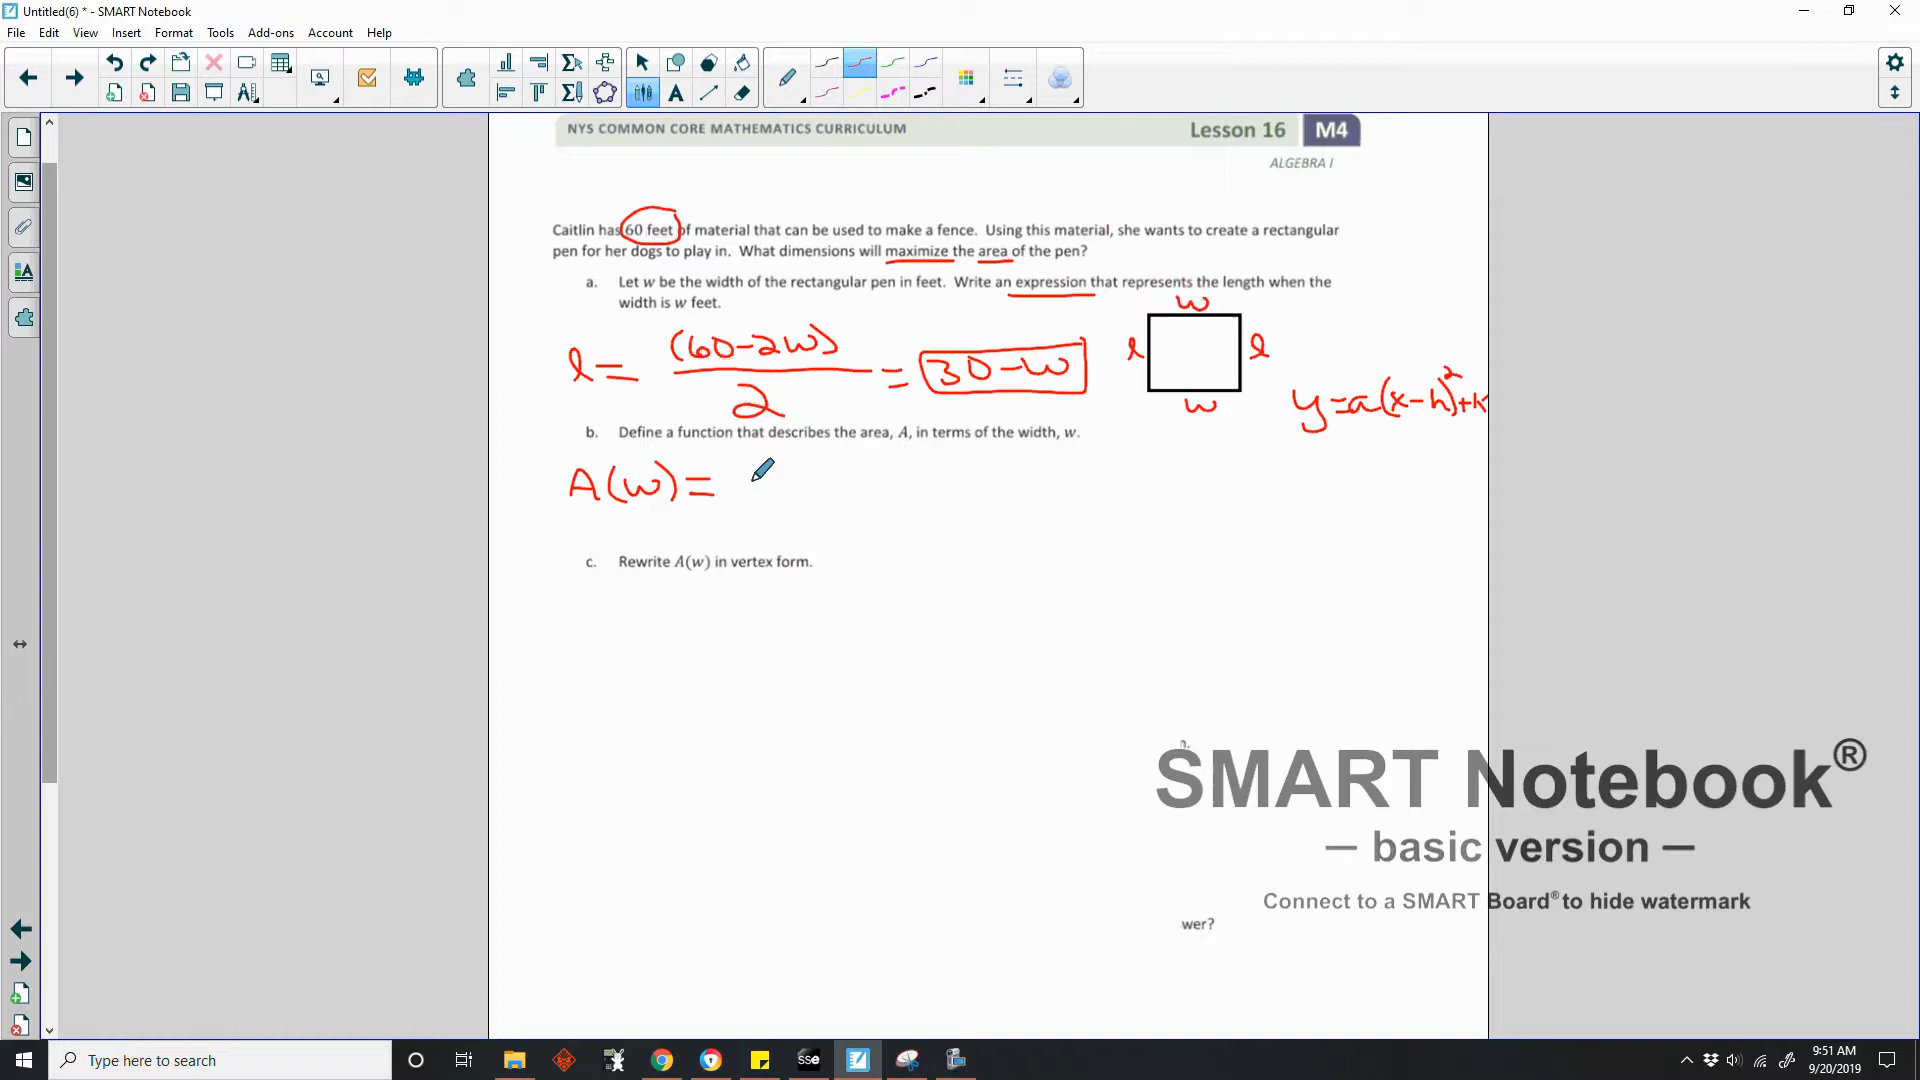 Untitled(6) * - SMART Notebook
File Edit View Insert Format Tools Add-ons Account Help
NYS COMMON CORE MATHEMATICS CURRICULUM Lesson 16 M4
ALGEBRA I
Caitlin has 60 feet of material that can be used to make a fence. Using this material, she wants to create a rectangular
pen for her dogs to play in. What dimensions will maximize the area of the pen?
a. Let w be the width of the rectangular pen in feet. Write an expression that represents the length when the
width is w feet.
w
l = (60-2w) / 2 = 30-w
l l
w
y=a(x-h)²+k
b. Define a function that describes the area, A, in terms of the width, w.
A(w)=
c. Rewrite A(w) in vertex form.
SMART Notebook®
— basic version —
Connect to a SMART Board® to hide watermark
wer?
Type here to search
SSe
9:51 AM
9/20/2019